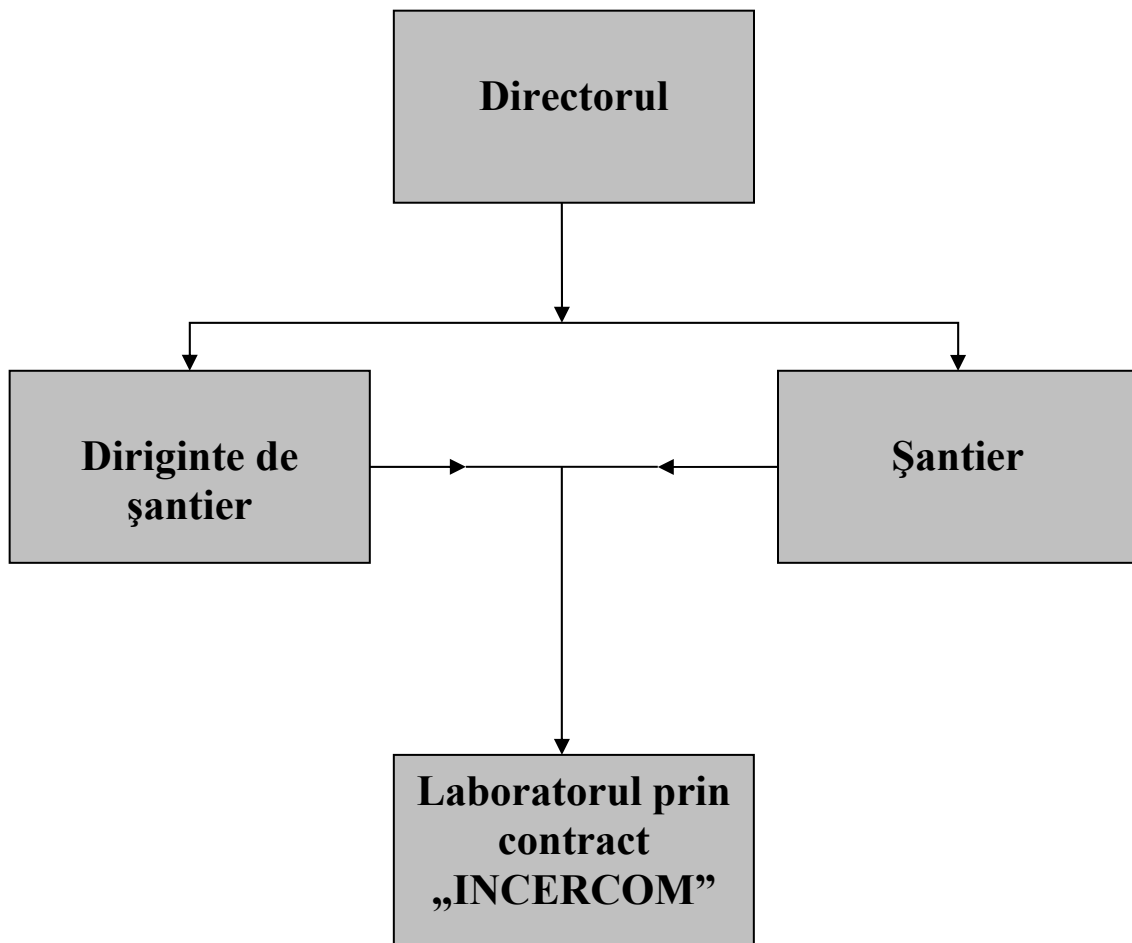 Directorul
Diriginte de
şantier
Şantier
Laboratorul prin
contract
„INCERCOM”